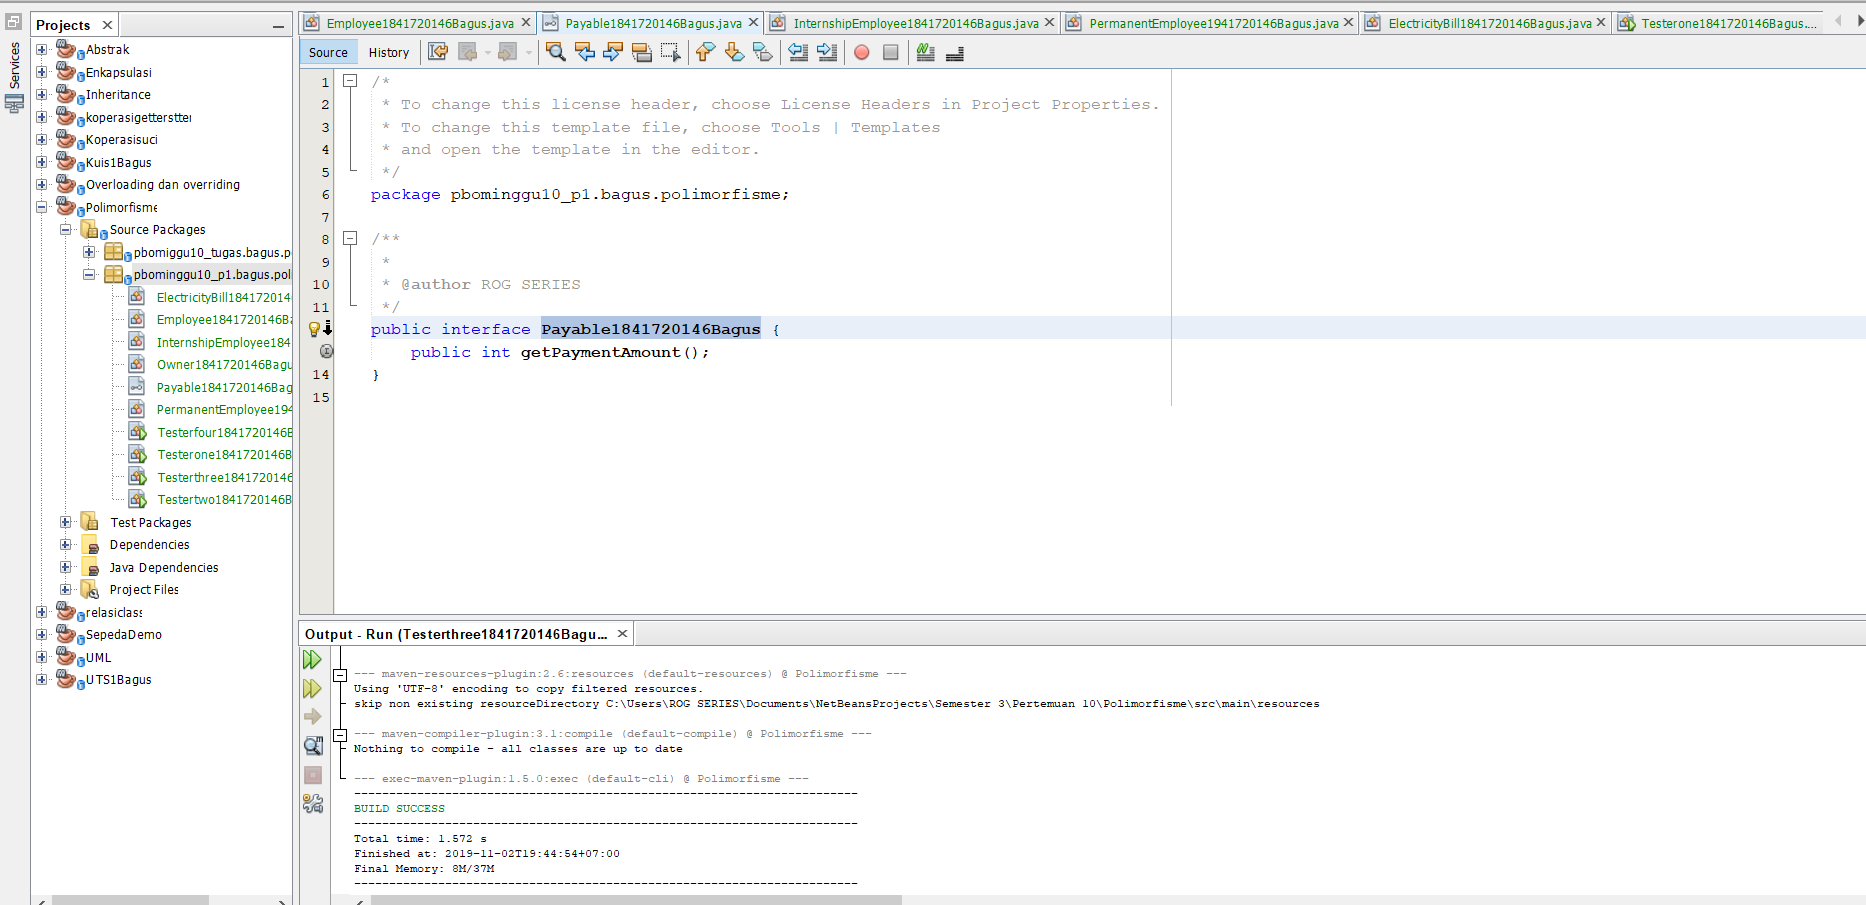 Services
Projects
Abstrak
Enkapsulasi
Inheritance
koperasigetterstter
Koperasisuci
Kuis1Bagus
Overloading dan overriding
Polimorfisme
Source Packages
pbomiggu10_tugas.bagus.p
pbominggu10_p1.bagus.poli
ElectricityBill18417201
Employee1841720146Ba
InternshipEmployee184
Owner1841720146Bagu
Payable1841720146Bag
PermanentEmployee194
Testerfour1841720146B
Testerone1841720146B
Testerthree1841720146
Testertwo1841720146B
Test Packages
Dependencies
Java Dependencies
Project Files
relasiclass
SepedaDemo
UML
UTS1Bagus
Employee1841720146Bagus.java Payable1841720146Bagus.java InternshipEmployee1841720146Bagus.java PermanentEmployee1941720146Bagus.java ElectricityBill1841720146Bagus.java Testerone1841720146Bagus....
Source History
1 /*
2 * To change this license header, choose License Headers in Project Properties.
3 * To change this template file, choose Tools | Templates
4 * and open the template in the editor.
5 */
6 package pbominggu10_p1.bagus.polimorfisme;
7
8 /**
9 *
10 * @author ROG SERIES
11 */
public interface Payable1841720146Bagus {
public int getPaymentAmount();
14 }
15
Output - Run (Testerthree1841720146Bagu...
--- maven-resources-plugin:2.6:resources (default-resources) @ Polimorfisme ---
Using 'UTF-8' encoding to copy filtered resources.
skip non existing resourceDirectory C:\Users\ROG SERIES\Documents\NetBeansProjects\Semester 3\Pertemuan 10\Polimorfisme\src\main\resources
--- maven-compiler-plugin:3.1:compile (default-compile) @ Polimorfisme ---
Nothing to compile - all classes are up to date
--- exec-maven-plugin:1.5.0:exec (default-cli) @ Polimorfisme ---
------------------------------------------------------------------------
BUILD SUCCESS
------------------------------------------------------------------------
Total time: 1.572 s
Finished at: 2019-11-02T19:44:54+07:00
Final Memory: 8M/37M
------------------------------------------------------------------------